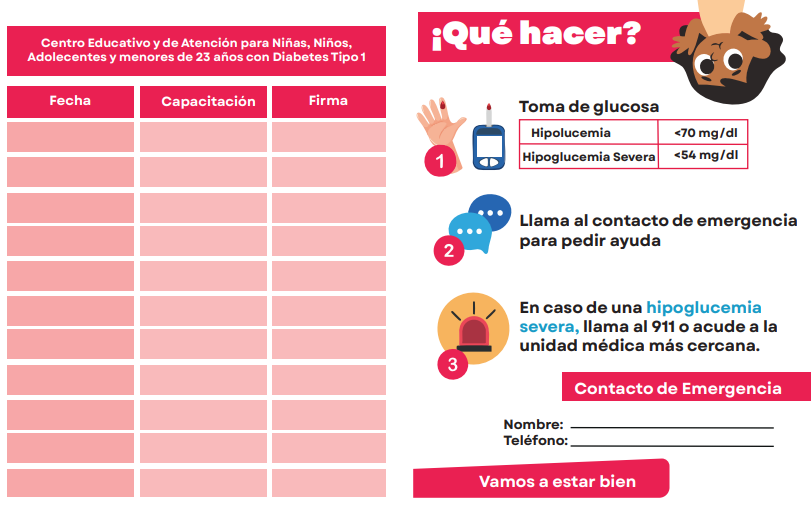 Centro Educativo y de Atención para Niñas, Niños,
Adolecentes y menores de 23 años con Diabetes Tipo 1
Fecha
Capacitación
Firma
¡Qué hacer?
Toma de glucosa
Hipolucemia
<70 mg/dl
Hipoglucemia Severa
<54 mg/dl
1
Llama al contacto de emergencia
para pedir ayuda
2
En caso de una hipoglucemia
severa, llama al 911 o acude a la
unidad médica más cercana.
3
Contacto de Emergencia
Nombre:
Teléfono:
Vamos a estar bien